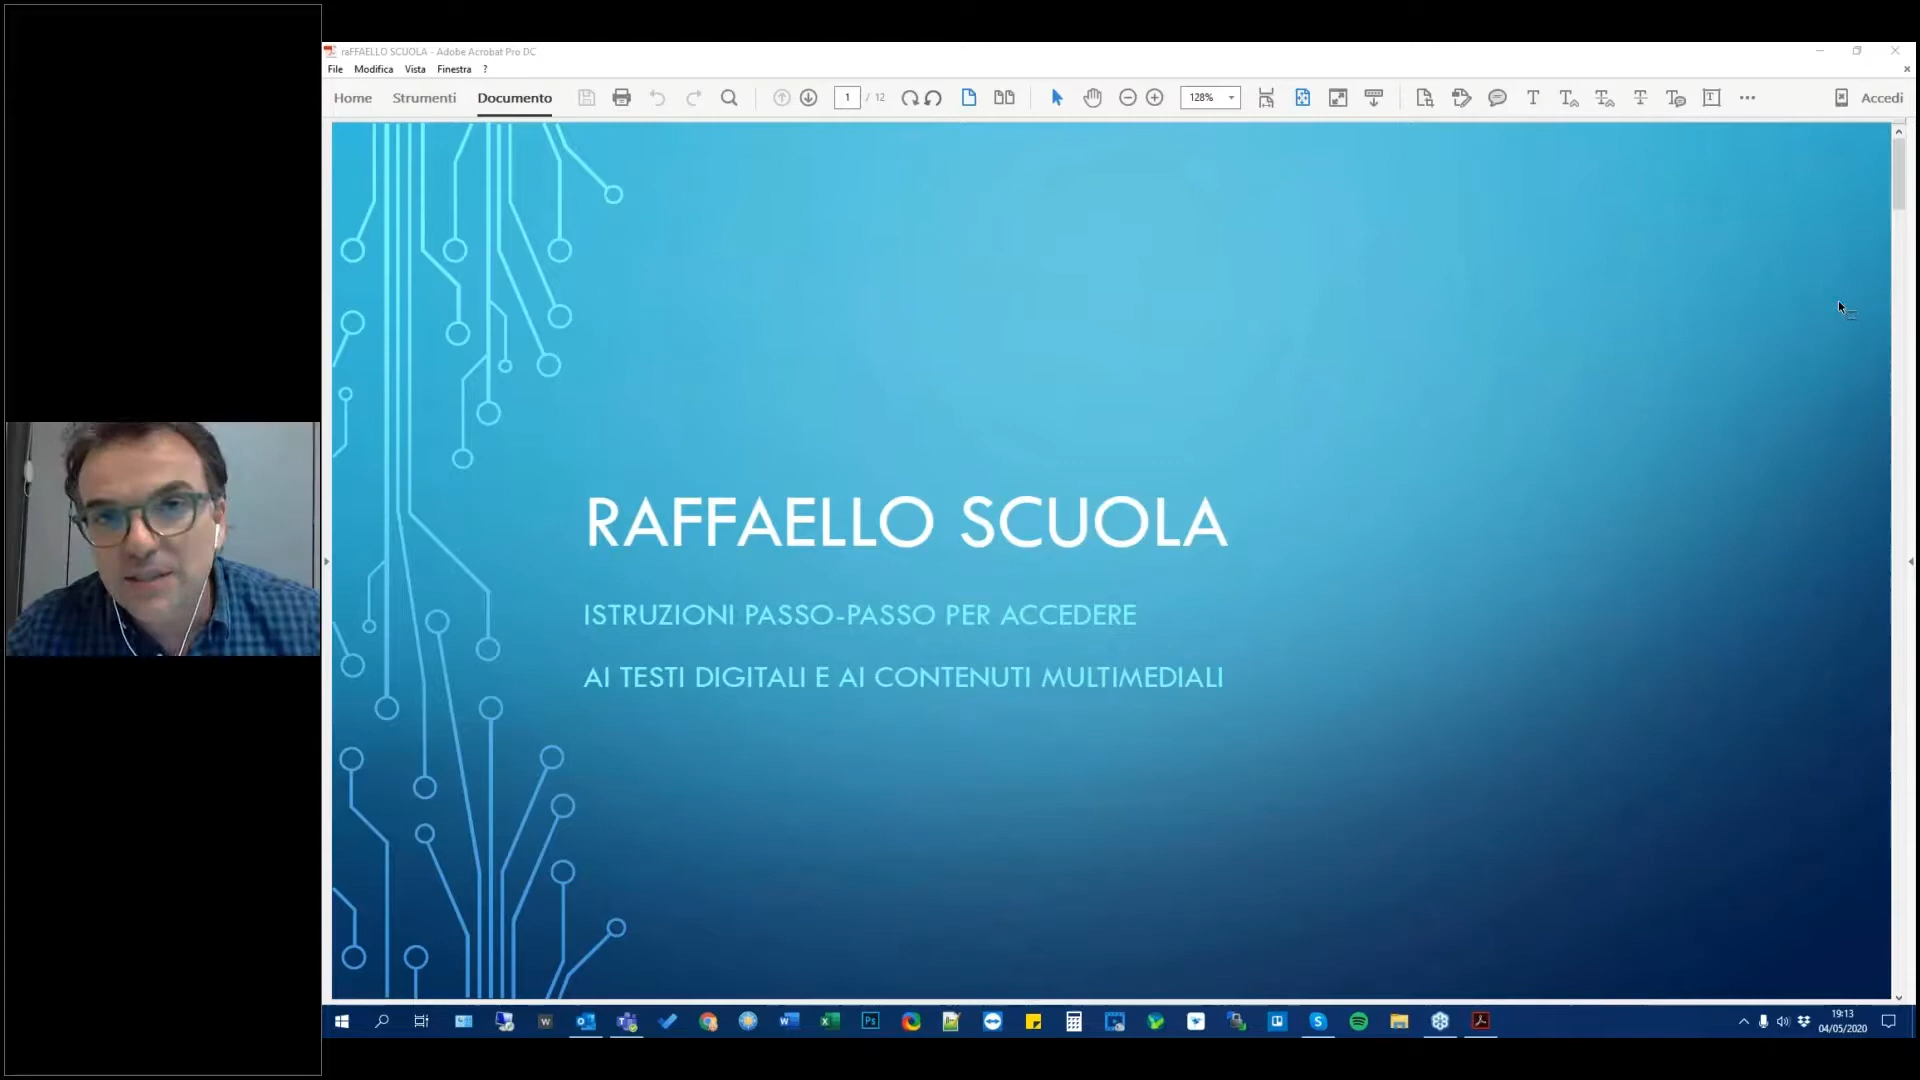 raFFAELLO SCUOLA - Adobe Acrobat Pro DC
File Modifica Vista Finestra ?
Home Strumenti Documento 1 / 12 128% Accedi
RAFFAELLO SCUOLA
ISTRUZIONI PASSO-PASSO PER ACCEDERE
AI TESTI DIGITALI E AI CONTENUTI MULTIMEDIALI
19:13
04/05/2020